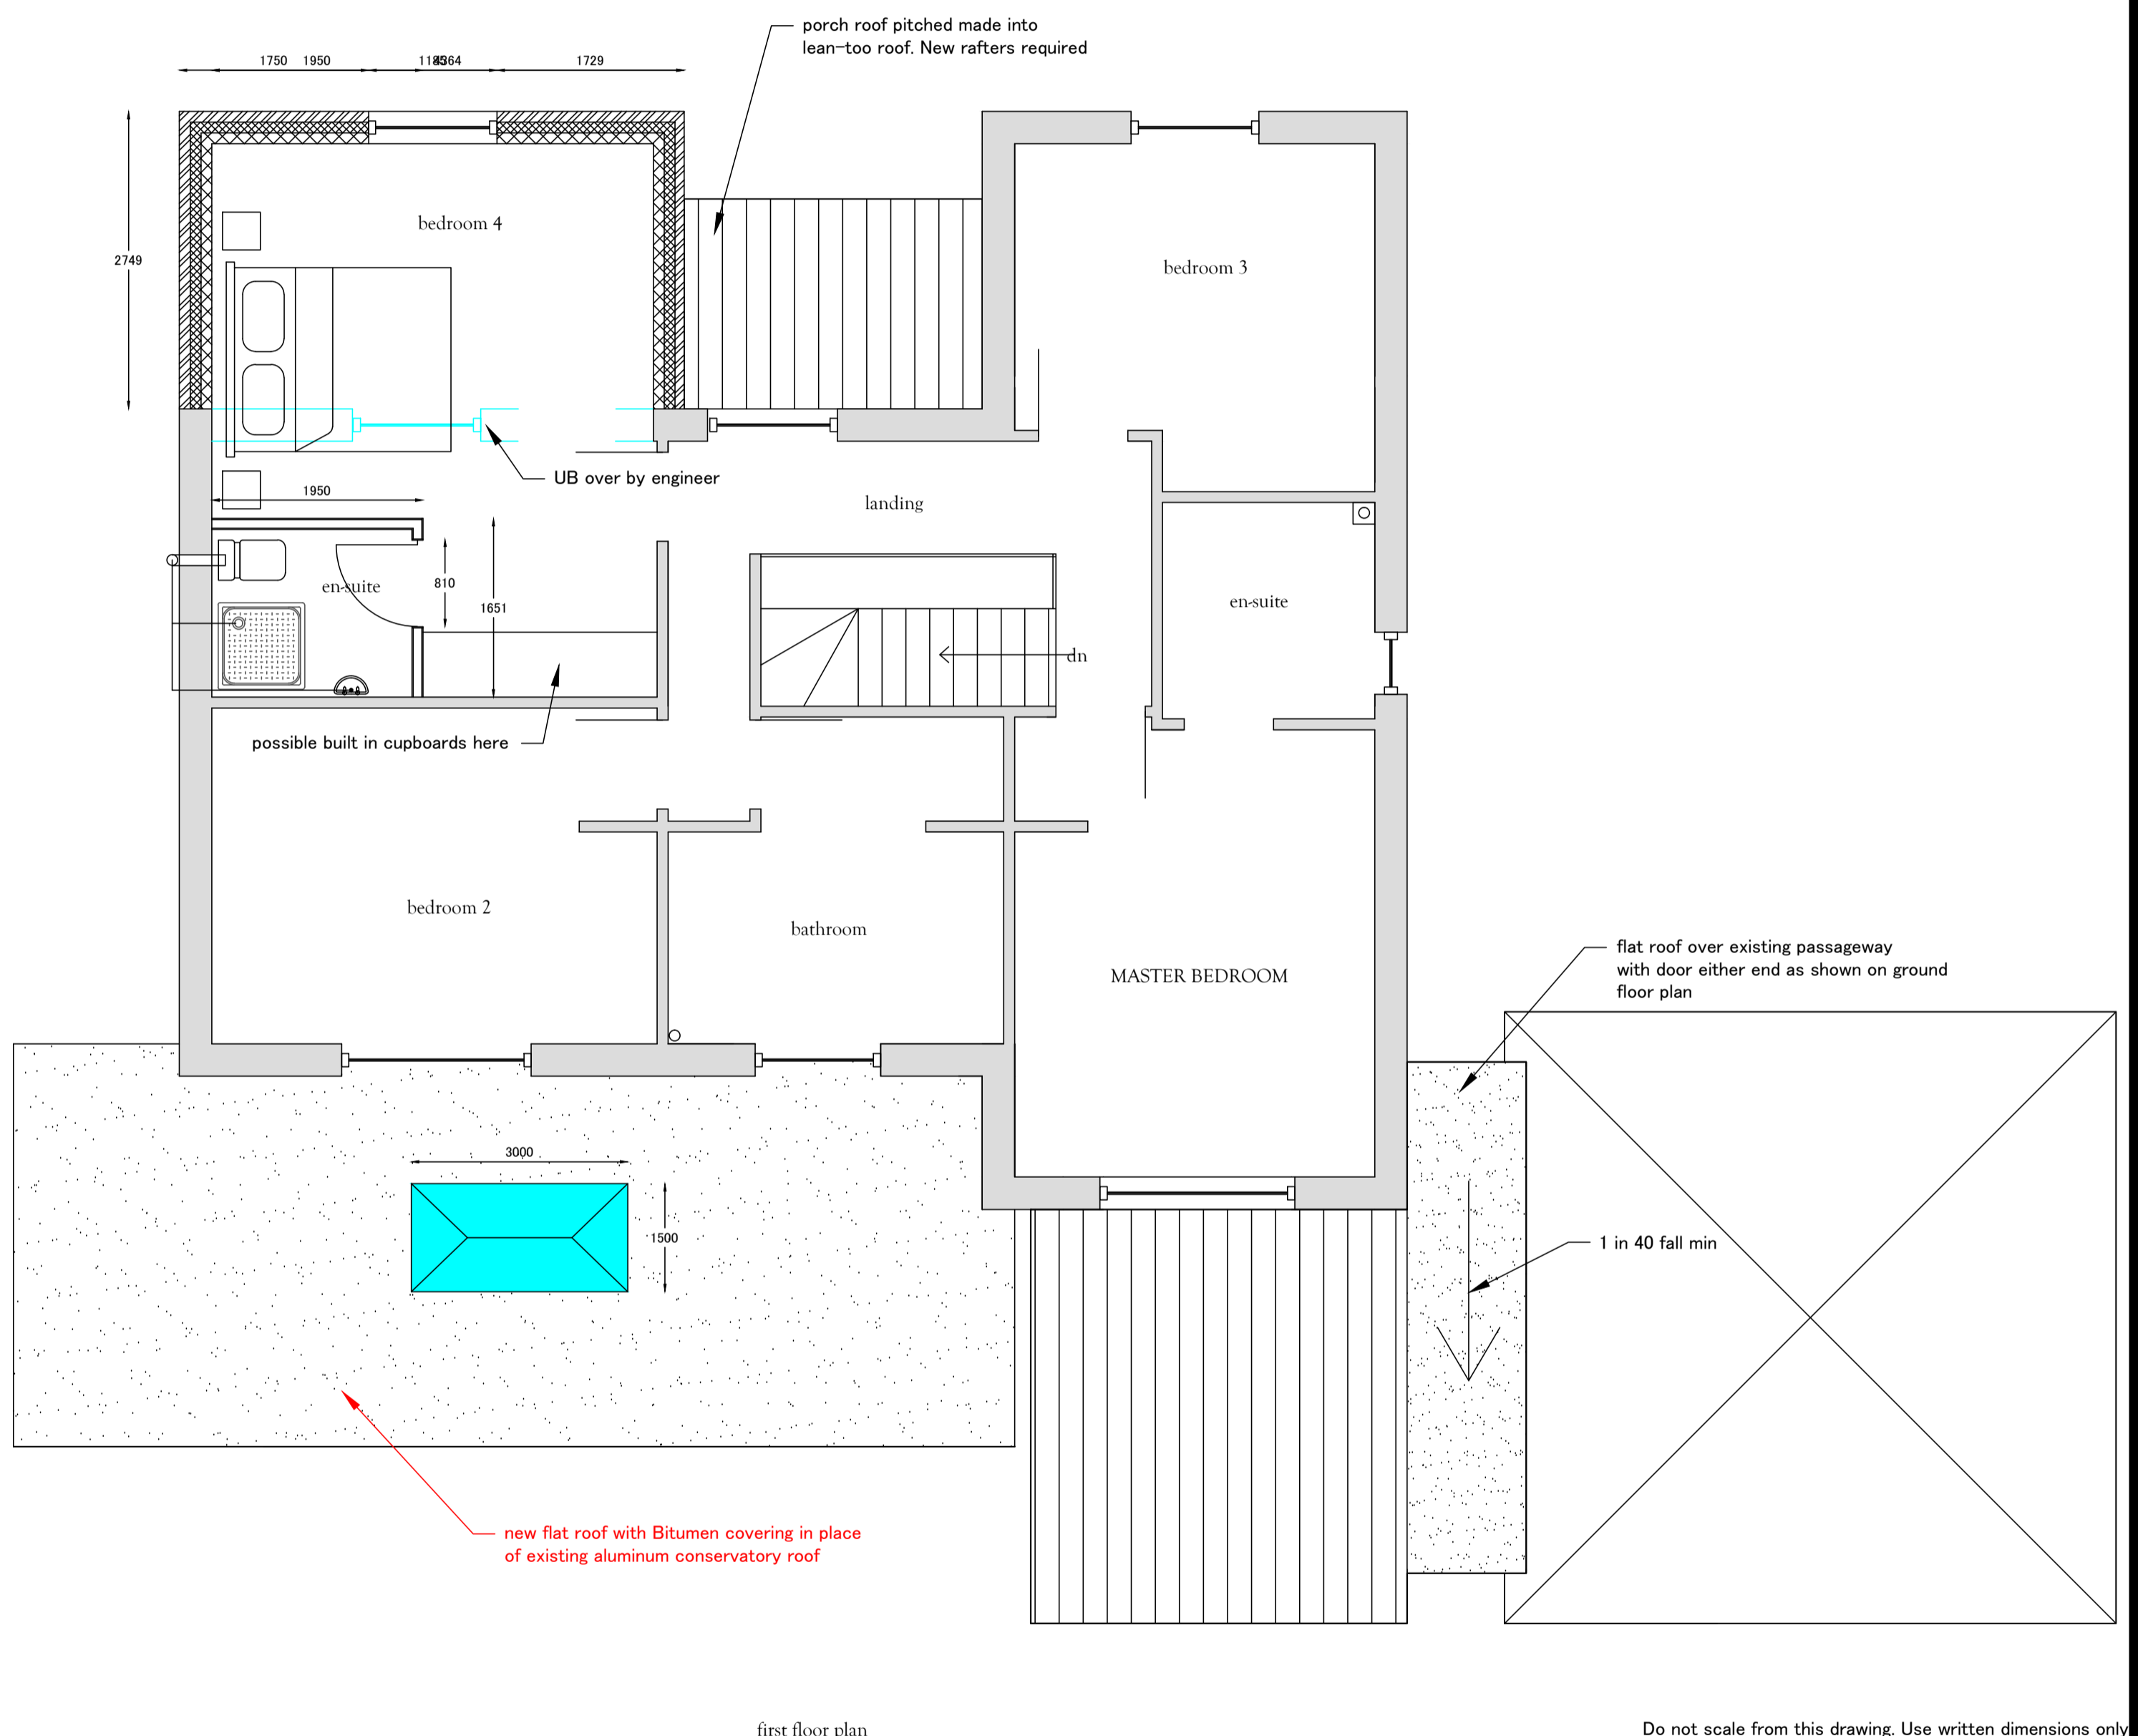 porch roof pitched made into
lean-too roof. New rafters required
1750 1950 1729
2749
bedroom 4
bedroom 3
UB over by engineer
1950
landing
en-suite
810
1651
en-suite
dn
possible built in cupboards here
bedroom 2
bathroom
MASTER BEDROOM
flat roof over existing passageway
with door either end as shown on ground
floor plan
3000
1500
1 in 40 fall min
new flat roof with Bitumen covering in place
of existing aluminum conservatory roof
first floor plan
Do not scale from this drawing. Use written dimensions only